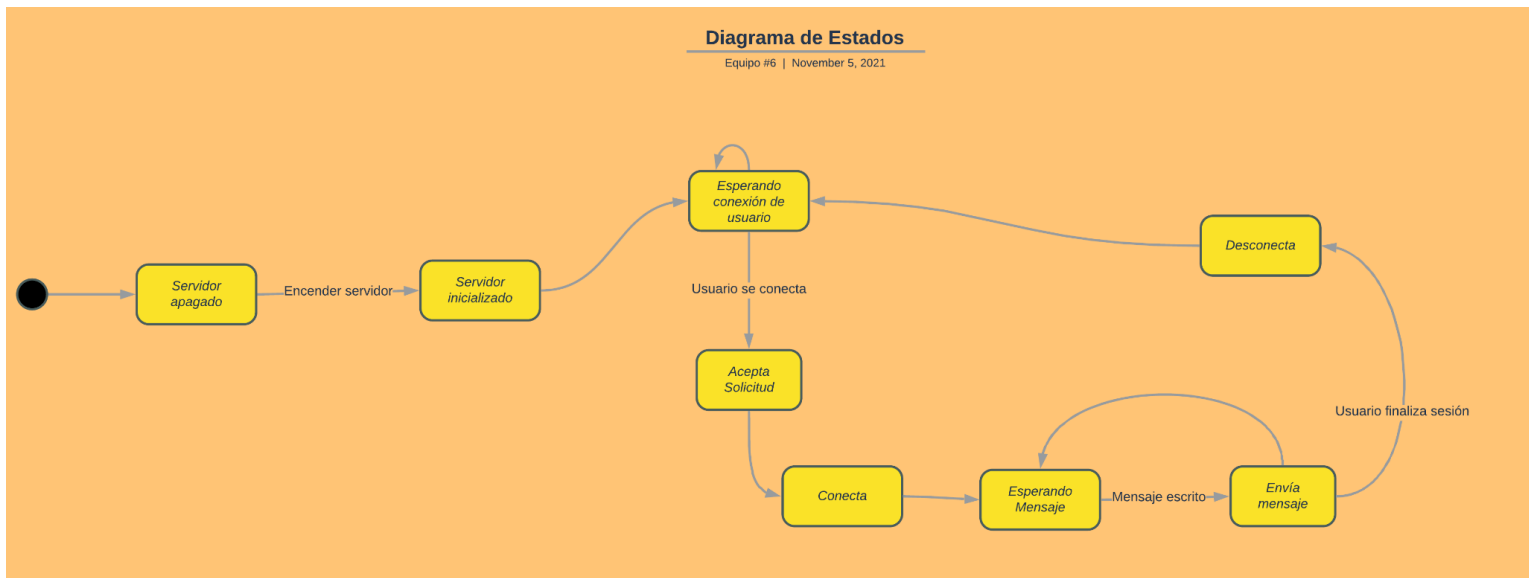 Diagrama de Estados
Equipo #6 | November 5, 2021
Esperando
conexión de
usuario
Desconecta
Servidor
apagado
Encender servidor
Servidor
inicializado
Usuario se conecta
Acepta
Solicitud
Usuario finaliza sesión
Conecta
Esperando
Mensaje
Mensaje escrito
Envía
mensaje